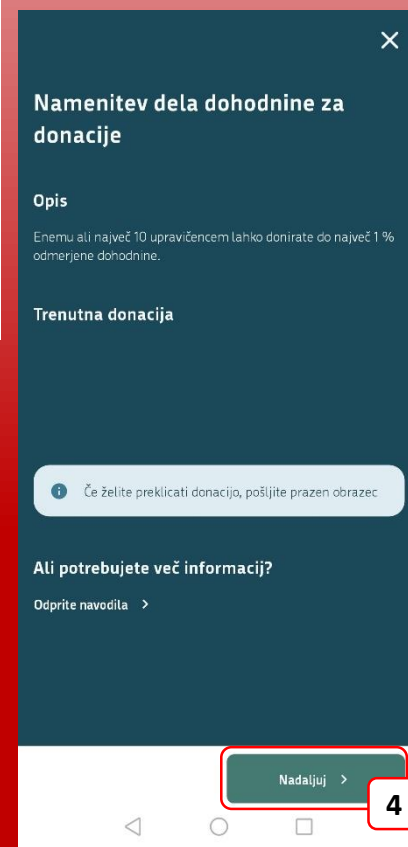 Namenitev dela dohodnine za
donacije
Opis
Enemu ali največ 10 upravičencem lahko donirate do največ 1 %
odmerjene dohodnine.
Trenutna donacija
Če želite preklicati donacijo, pošljite prazen obrazec
Ali potrebujete več informacij?
Odprite navodila >
Nadaljuj >
4